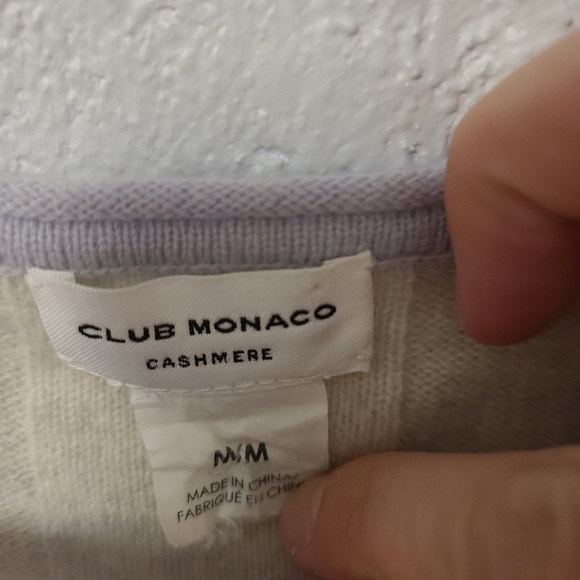 CLUB MONACO
CASHMERE
M/M
MADE IN CHINA
FABRIQUÉ EN CHINE